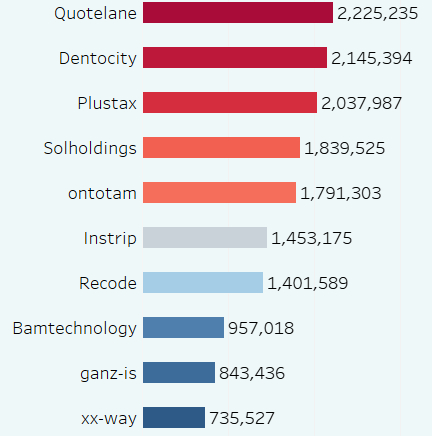 Quotelane 2,225,235
Dentocity 2,145,394
Plustax 2,037,987
Solholdings 1,839,525
ontotam 1,791,303
Instrip 1,453,175
Recode 1,401,589
Bamtechnology 957,018
ganz-is 843,436
xx-way 735,527